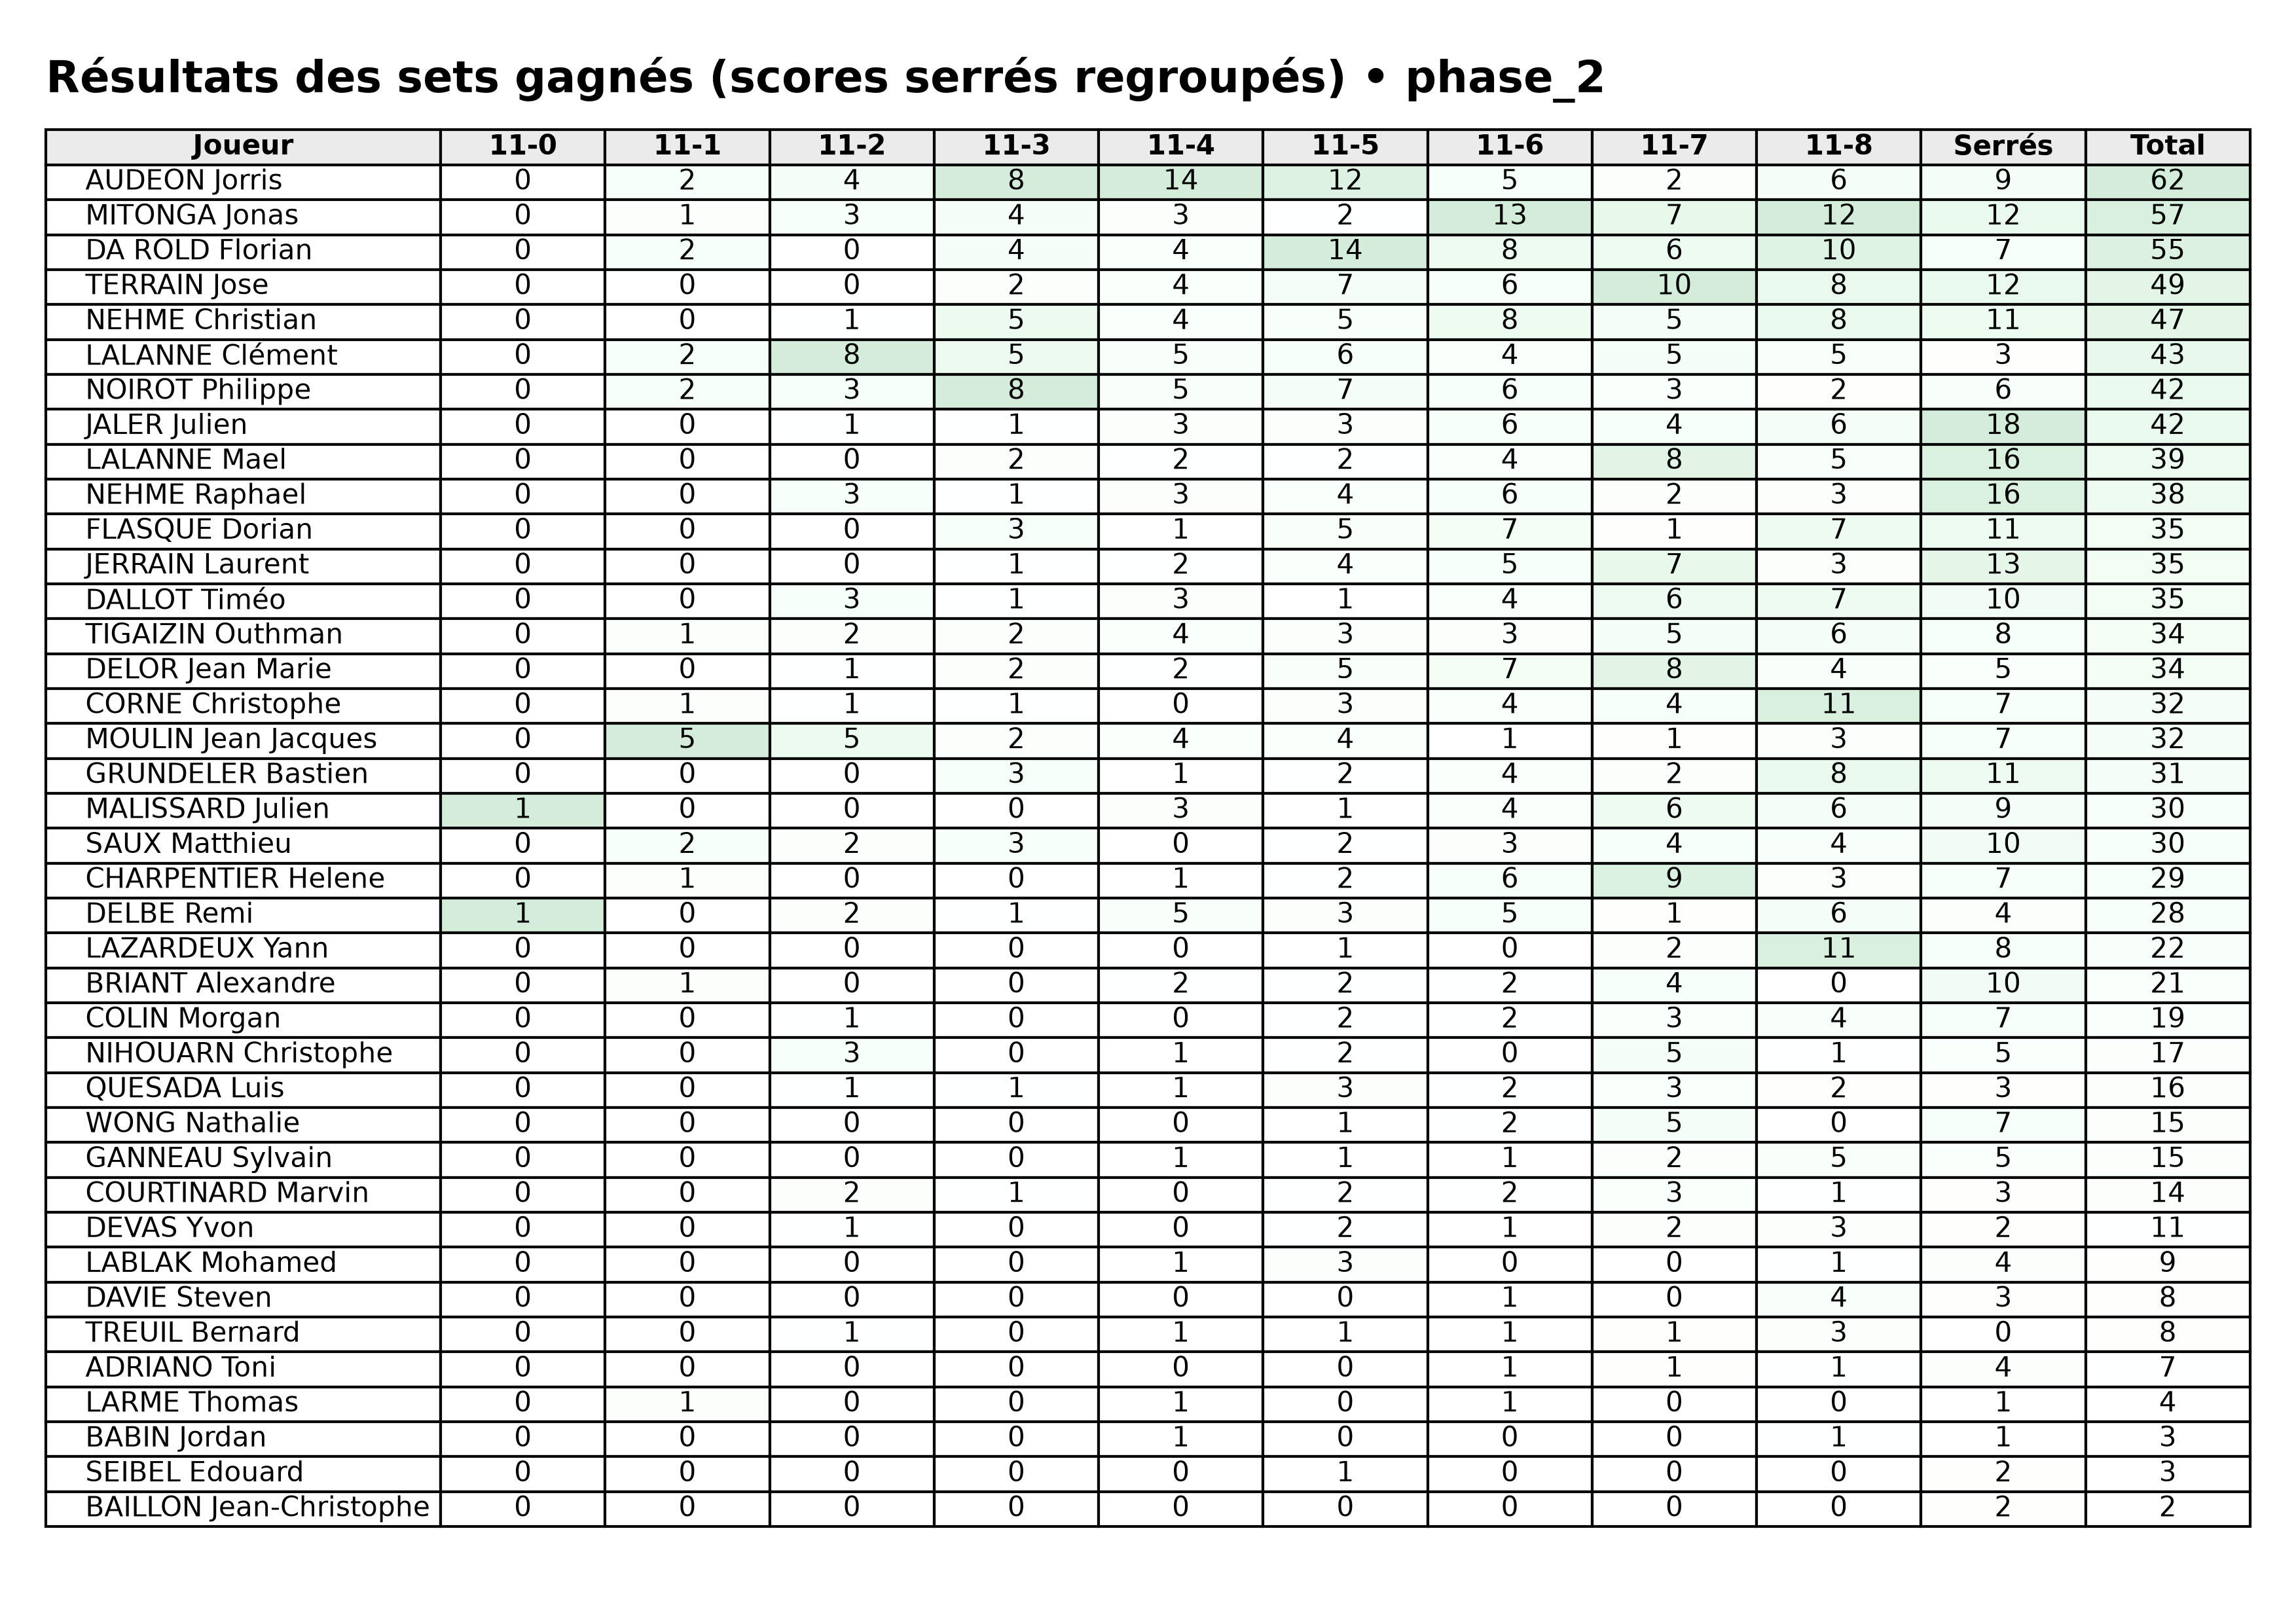 Résultats des sets gagnés (scores serrés regroupés) • phase_2
Joueur 11-0 11-1 11-2 11-3 11-4 11-5 11-6 11-7 11-8 Serrés Total
AUDEON Jorris 0 2 4 8 14 12 5 2 6 9 62
MITONGA Jonas 0 1 3 4 3 2 13 7 12 12 57
DA ROLD Florian 0 2 0 4 4 14 8 6 10 7 55
TERRAIN Jose 0 0 0 2 4 7 6 10 8 12 49
NEHME Christian 0 0 1 5 4 5 8 5 8 11 47
LALANNE Clément 0 2 8 5 5 6 4 5 5 3 43
NOIROT Philippe 0 2 3 8 5 7 6 3 2 6 42
JALER Julien 0 0 1 1 3 3 6 4 6 18 42
LALANNE Mael 0 0 0 2 2 2 4 8 5 16 39
NEHME Raphael 0 0 3 1 3 4 6 2 3 16 38
FLASQUE Dorian 0 0 0 3 1 5 7 1 7 11 35
JERRAIN Laurent 0 0 0 1 2 4 5 7 3 13 35
DALLOT Timéo 0 0 3 1 3 1 4 6 7 10 35
TIGAIZIN Outhman 0 1 2 2 4 3 3 5 6 8 34
DELOR Jean Marie 0 0 1 2 2 5 7 8 4 5 34
CORNE Christophe 0 1 1 1 0 3 4 4 11 7 32
MOULIN Jean Jacques 0 5 5 2 4 4 1 1 3 7 32
GRUNDELER Bastien 0 0 0 3 1 2 4 2 8 11 31
MALISSARD Julien 1 0 0 0 3 1 4 6 6 9 30
SAUX Matthieu 0 2 2 3 0 2 3 4 4 10 30
CHARPENTIER Helene 0 1 0 0 1 2 6 9 3 7 29
DELBE Remi 1 0 2 1 5 3 5 1 6 4 28
LAZARDEUX Yann 0 0 0 0 0 1 0 2 11 8 22
BRIANT Alexandre 0 1 0 0 2 2 2 4 0 10 21
COLIN Morgan 0 0 1 0 0 2 2 3 4 7 19
NIHOUARN Christophe 0 0 3 0 1 2 0 5 1 5 17
QUESADA Luis 0 0 1 1 1 3 2 3 2 3 16
WONG Nathalie 0 0 0 0 0 1 2 5 0 7 15
GANNEAU Sylvain 0 0 0 0 1 1 1 2 5 5 15
COURTINARD Marvin 0 0 2 1 0 2 2 3 1 3 14
DEVAS Yvon 0 0 1 0 0 2 1 2 3 2 11
LABLAK Mohamed 0 0 0 0 1 3 0 0 1 4 9
DAVIE Steven 0 0 0 0 0 0 1 0 4 3 8
TREUIL Bernard 0 0 1 0 1 1 1 1 3 0 8
ADRIANO Toni 0 0 0 0 0 0 1 1 1 4 7
LARME Thomas 0 1 0 0 1 0 1 0 0 1 4
BABIN Jordan 0 0 0 0 1 0 0 0 1 1 3
SEIBEL Edouard 0 0 0 0 0 1 0 0 0 2 3
BAILLON Jean-Christophe 0 0 0 0 0 0 0 0 0 2 2